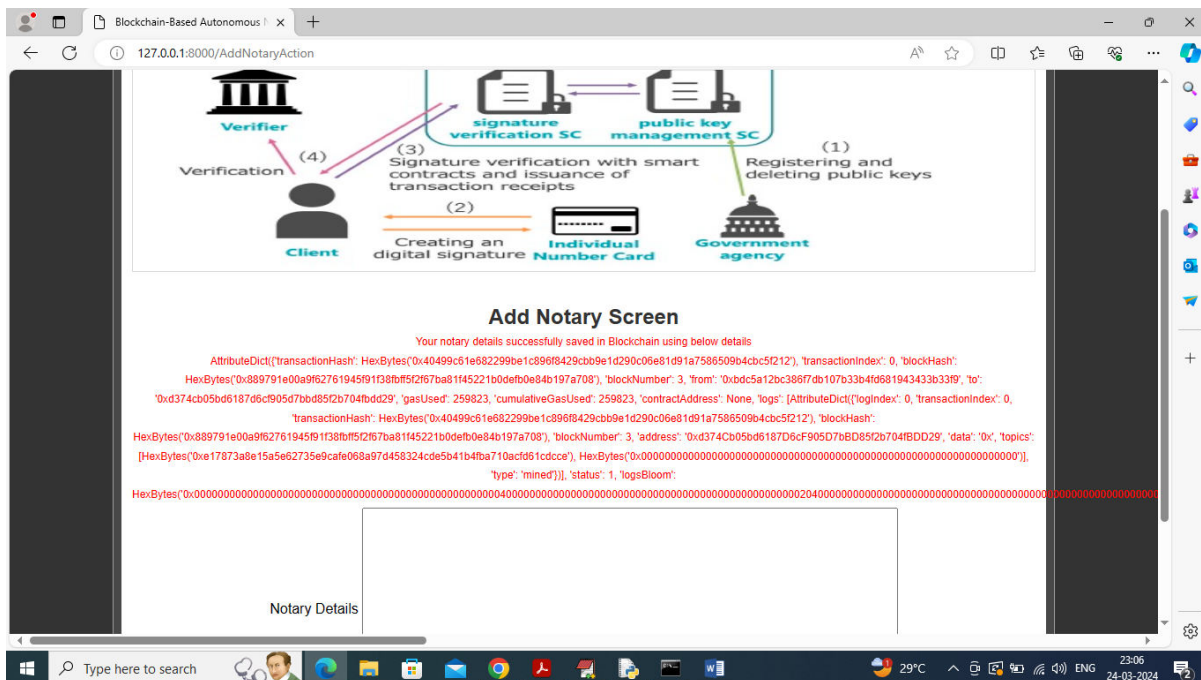 Blockchain-Based Autonomous N
127.0.0.1:8000/AddNotaryAction
Verifier
signature
verification SC
public key
management SC
(4)
Verification
(3)
Signature verification with smart
contracts and issuance of
transaction receipts
(1)
Registering and
deleting public keys
(2)
Client
Creating an
digital signature
Individual
Number Card
Government
agency
Add Notary Screen
Your notary details successfully saved in Blockchain using below details
AttributeDict({'transactionHash': HexBytes('0x40499c61e682299be1c896f8429cbb9e1d290c06e81d91a7586509b4cbc5f212'), 'transactionIndex': 0, 'blockHash':
HexBytes('0x889791e00a9f62761945f91f38fbff5f2f67ba81f45221b0defb0e84b197a708'), 'blockNumber': 3, 'from': '0xbdc5a12bc386f7db107b33b4fd681943433b33f9', 'to':
'0xd374cb05bd6187d6cf905d7bbd85f2b704fbdd29', 'gasUsed': 259823, 'cumulativeGasUsed': 259823, 'contractAddress': None, 'logs': [AttributeDict({'logIndex': 0, 'transactionIndex': 0,
'transactionHash': HexBytes('0x40499c61e682299be1c896f8429cbb9e1d290c06e81d91a7586509b4cbc5f212'), 'blockHash':
HexBytes('0x889791e00a9f62761945f91f38fbff5f2f67ba81f45221b0defb0e84b197a708'), 'blockNumber': 3, 'address': '0xd374Cb05bD6187D6cF905D7bBD85f2b704fBDD29', 'data': '0x', 'topics':
[HexBytes('0xe17873a8e15a5e62735e9cafe068a97d458324cde5b41b4fba710acfd61cdcce'), HexBytes('0x0000000000000000000000000000000000000000000000000000000000000000')],
'type': 'mined'})], 'status': 1, 'logsBloom':
Notary Details
Type here to search
29°C
ENG
23:06
24-03-2024